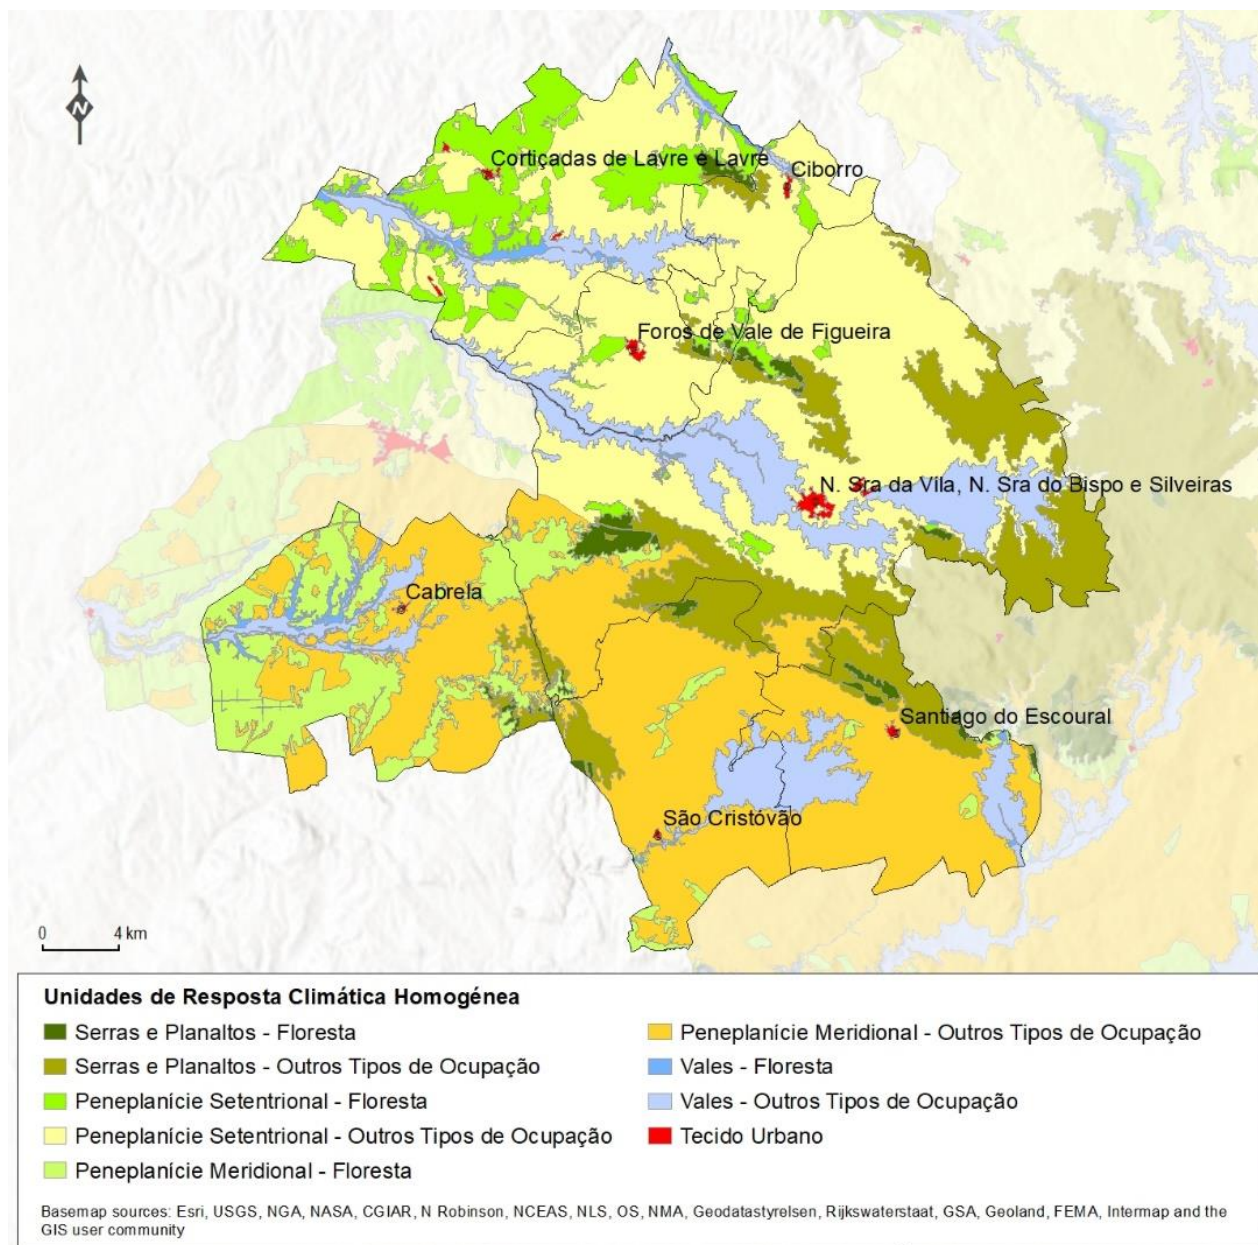 N
Cortiçadas de Lavre e Lavre
Ciborro
Foros de Vale de Figueira
N. Sra da Vila, N. Sra do Bispo e Silveiras
Cabrela
Santiago do Escoural
São Cristóvão
0 4 km
Unidades de Resposta Climática Homogénea
Serras e Planaltos - Floresta
Serras e Planaltos - Outros Tipos de Ocupação
Peneplanície Setentrional - Floresta
Peneplanície Setentrional - Outros Tipos de Ocupação
Peneplanície Meridional - Floresta
Peneplanície Meridional - Outros Tipos de Ocupação
Vales - Floresta
Vales - Outros Tipos de Ocupação
Tecido Urbano
Basemap sources: Esri, USGS, NGA, NASA, CGIAR, N Robinson, NCEAS, NLS, OS, NMA, Geodatastyrelsen, Rijkswaterstaat, GSA, Geoland, FEMA, Intermap and the
GIS user community